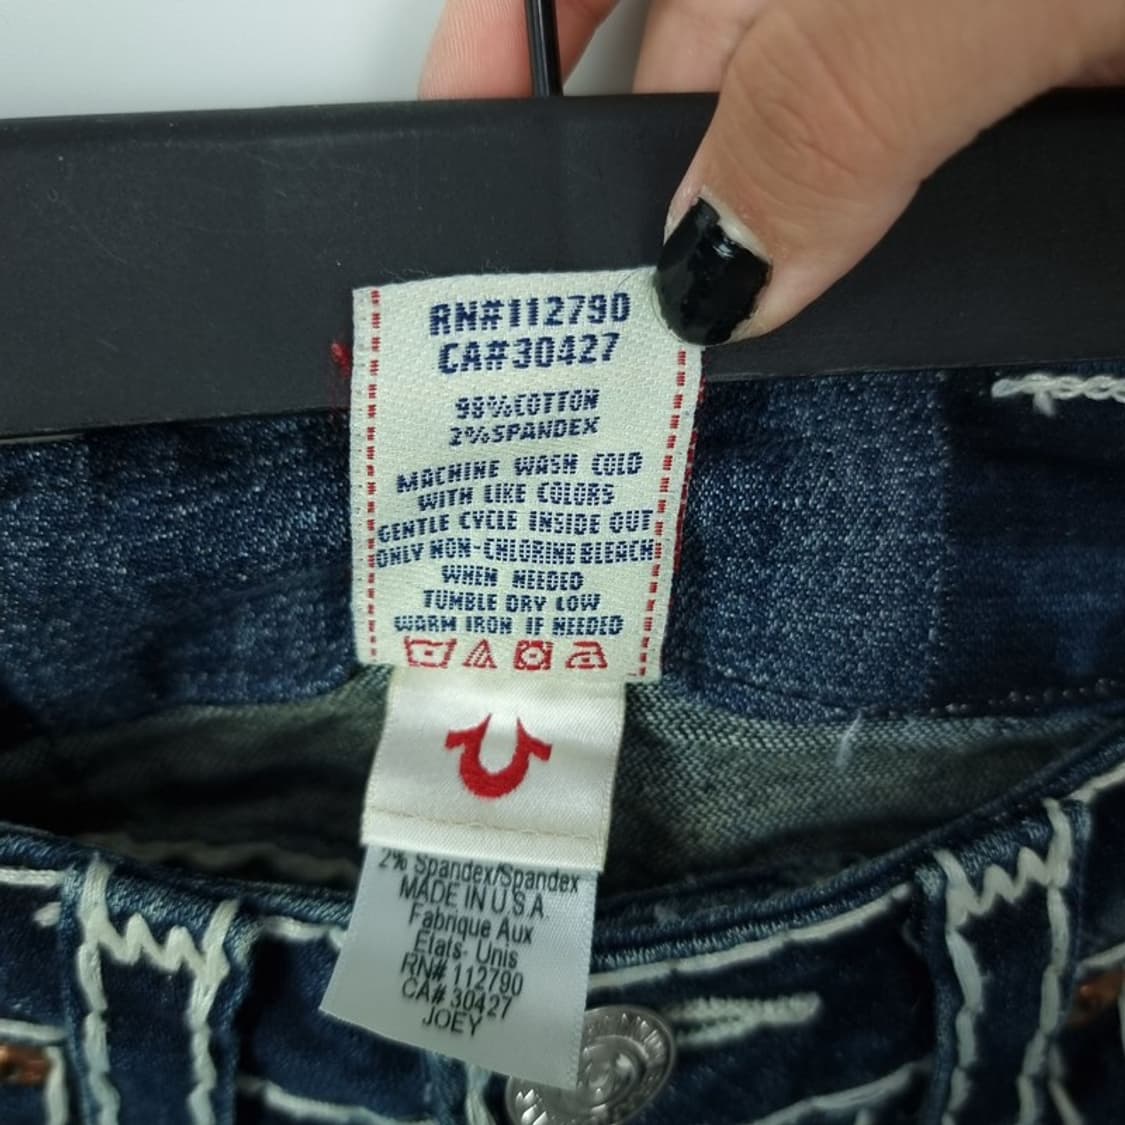 RN#112790
CA#30427
98%COTTON
2%SPANDEX
MACHINE WASH COLD
WITH LIKE COLORS
GENTLE CYCLE INSIDE OUT
ONLY NON-CHLORINE BLEACH
WHEN NEEDED
TUMBLE DRY LOW
WARM IRON IF NEEDED
2% Spandex/Spandex
MADE IN U.S.A.
Fabrique Aux
Etats- Unis
RN# 112790
CA# 30427
JOEY